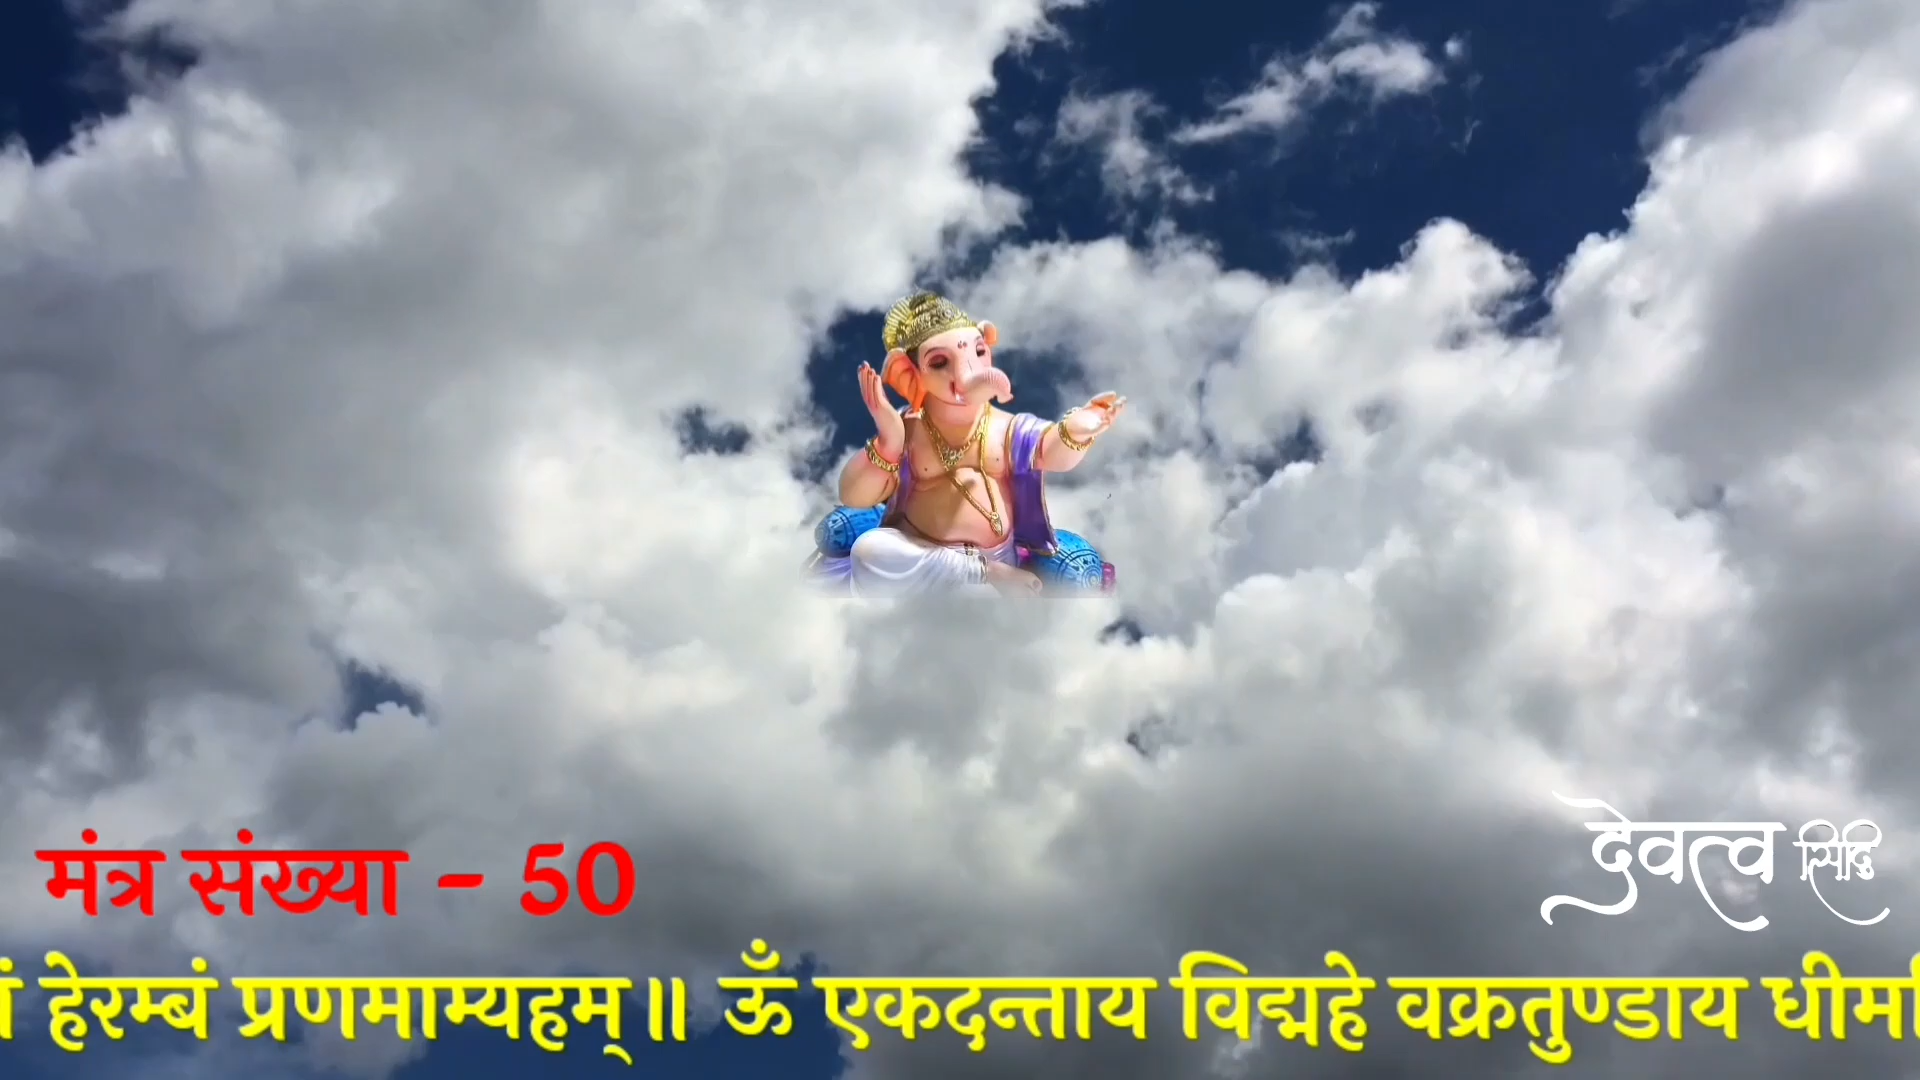 मंत्र संख्या - 50
देवत्व सिद्धि
हेरम्बं प्रणमाम्यहम्॥ ॐ एकदन्ताय विद्महे वक्रतुण्डाय